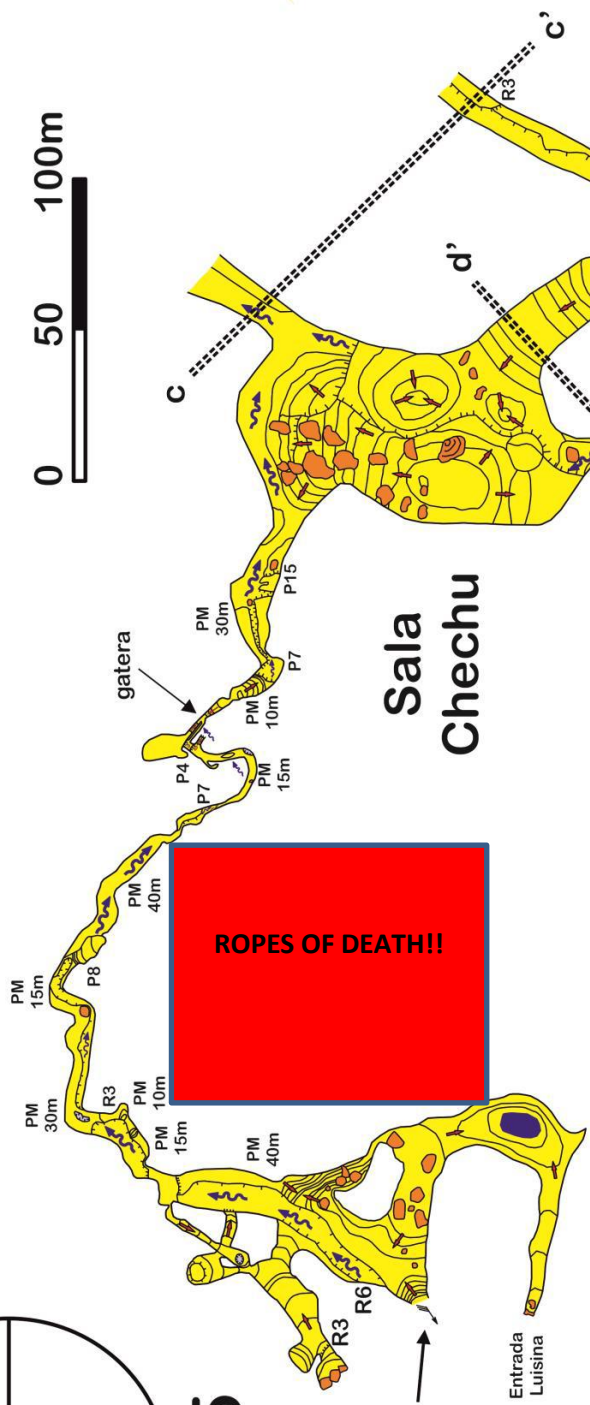 0
50
100m
c
c'
d'
R3
PM
30m
P15
gatera
P7
PM
10m
P4
P7
PM
15m
Sala
Chechu
PM
40m
PM
15m
P8
ROPES OF DEATH!!
PM
30m
R3
PM
10m
PM
15m
PM
40m
R6
R3
Entrada
Luisina